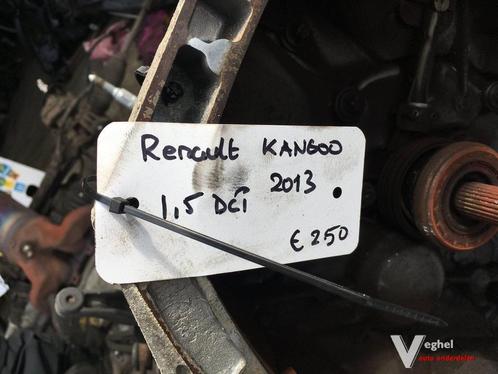 Renault KANGOO
2013
1,5 DCI
€ 250
Veghel
auto onderdelen